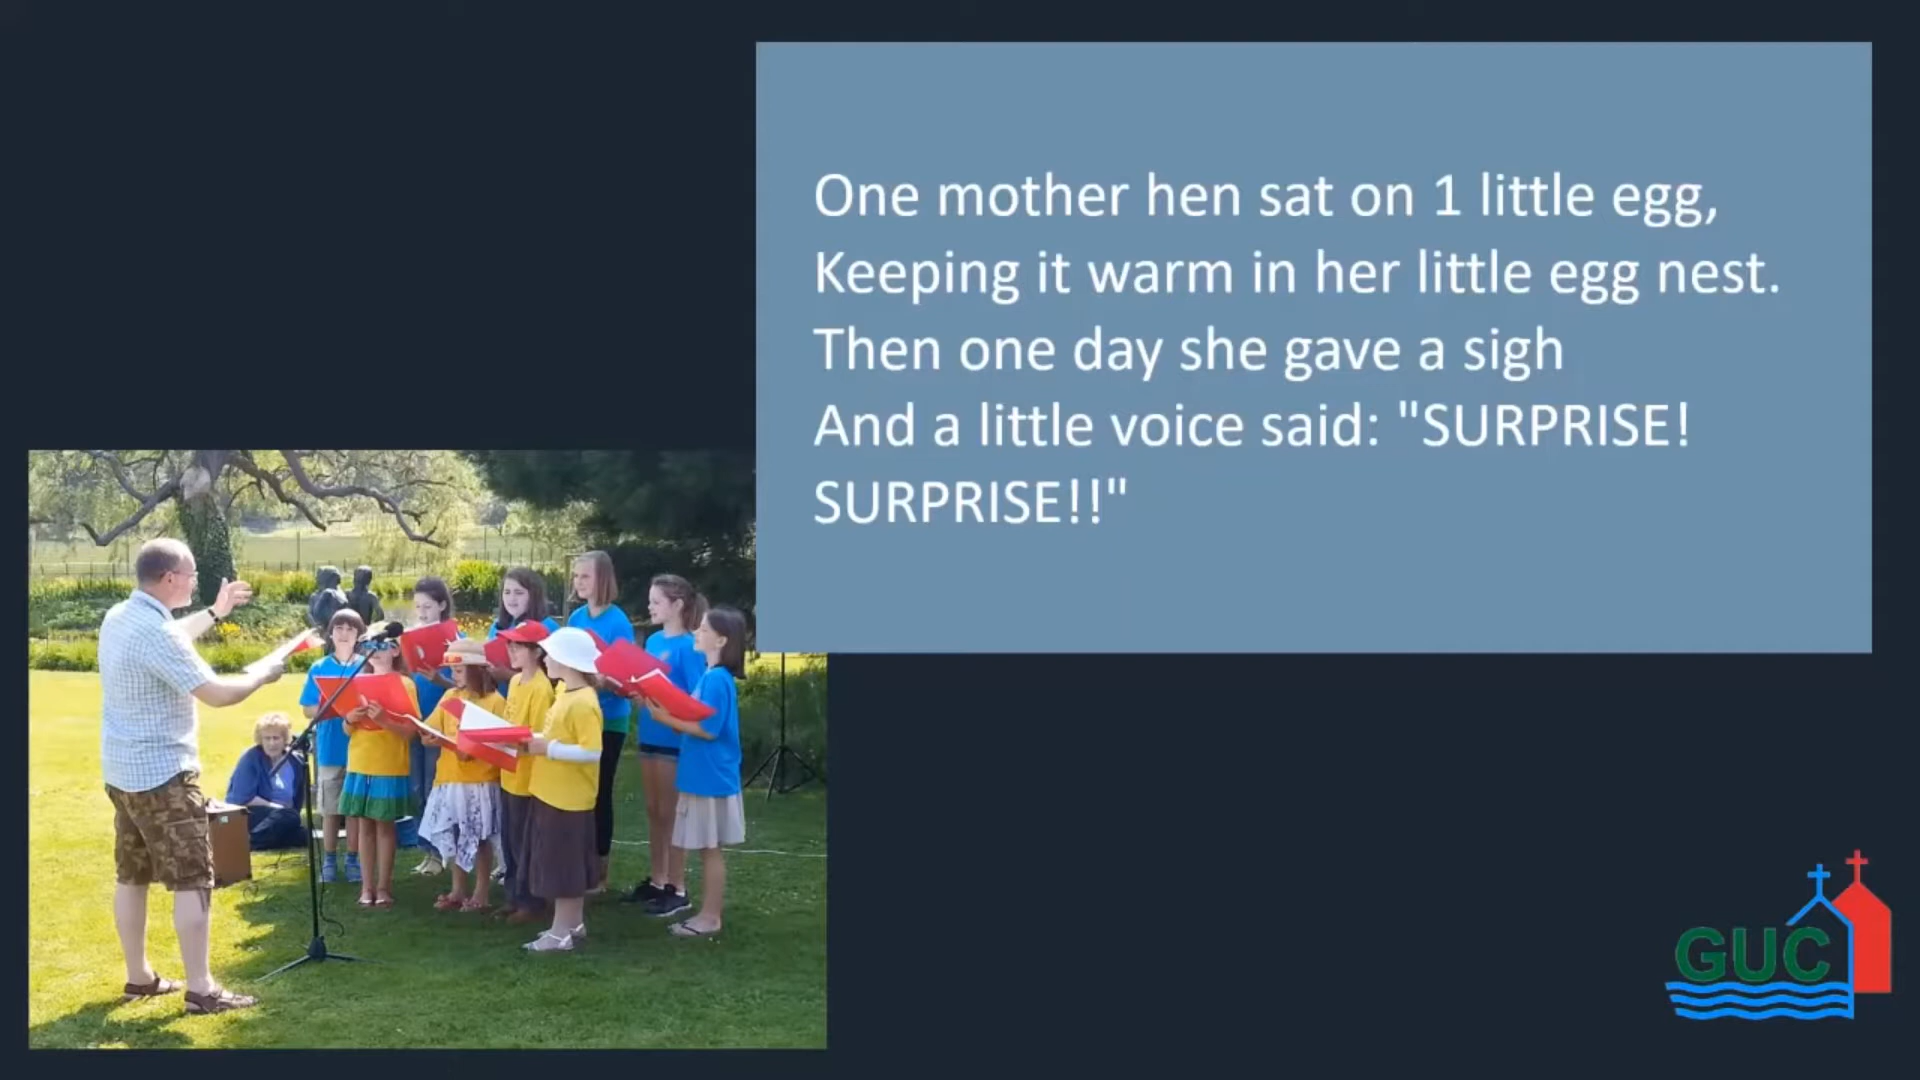 One mother hen sat on 1 little egg,
Keeping it warm in her little egg nest.
Then one day she gave a sigh
And a little voice said: "SURPRISE!
SURPRISE!!"
GUC